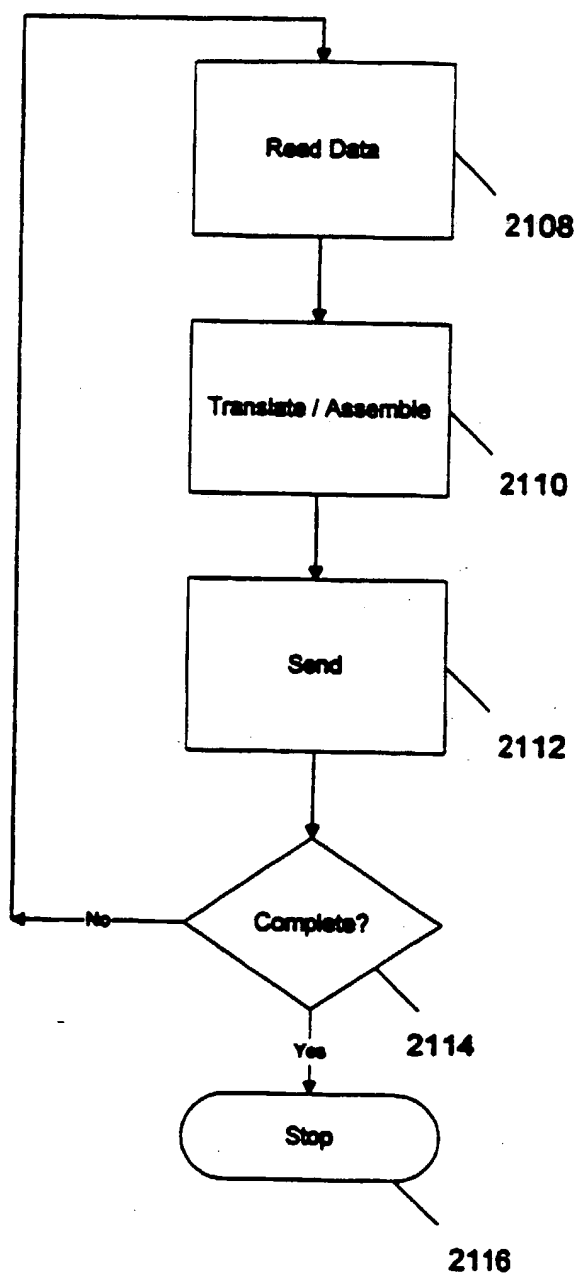 Read Data
2108
Translate / Assemble
2110
Send
2112
Complete?
No
2114
Yes
Stop
2116